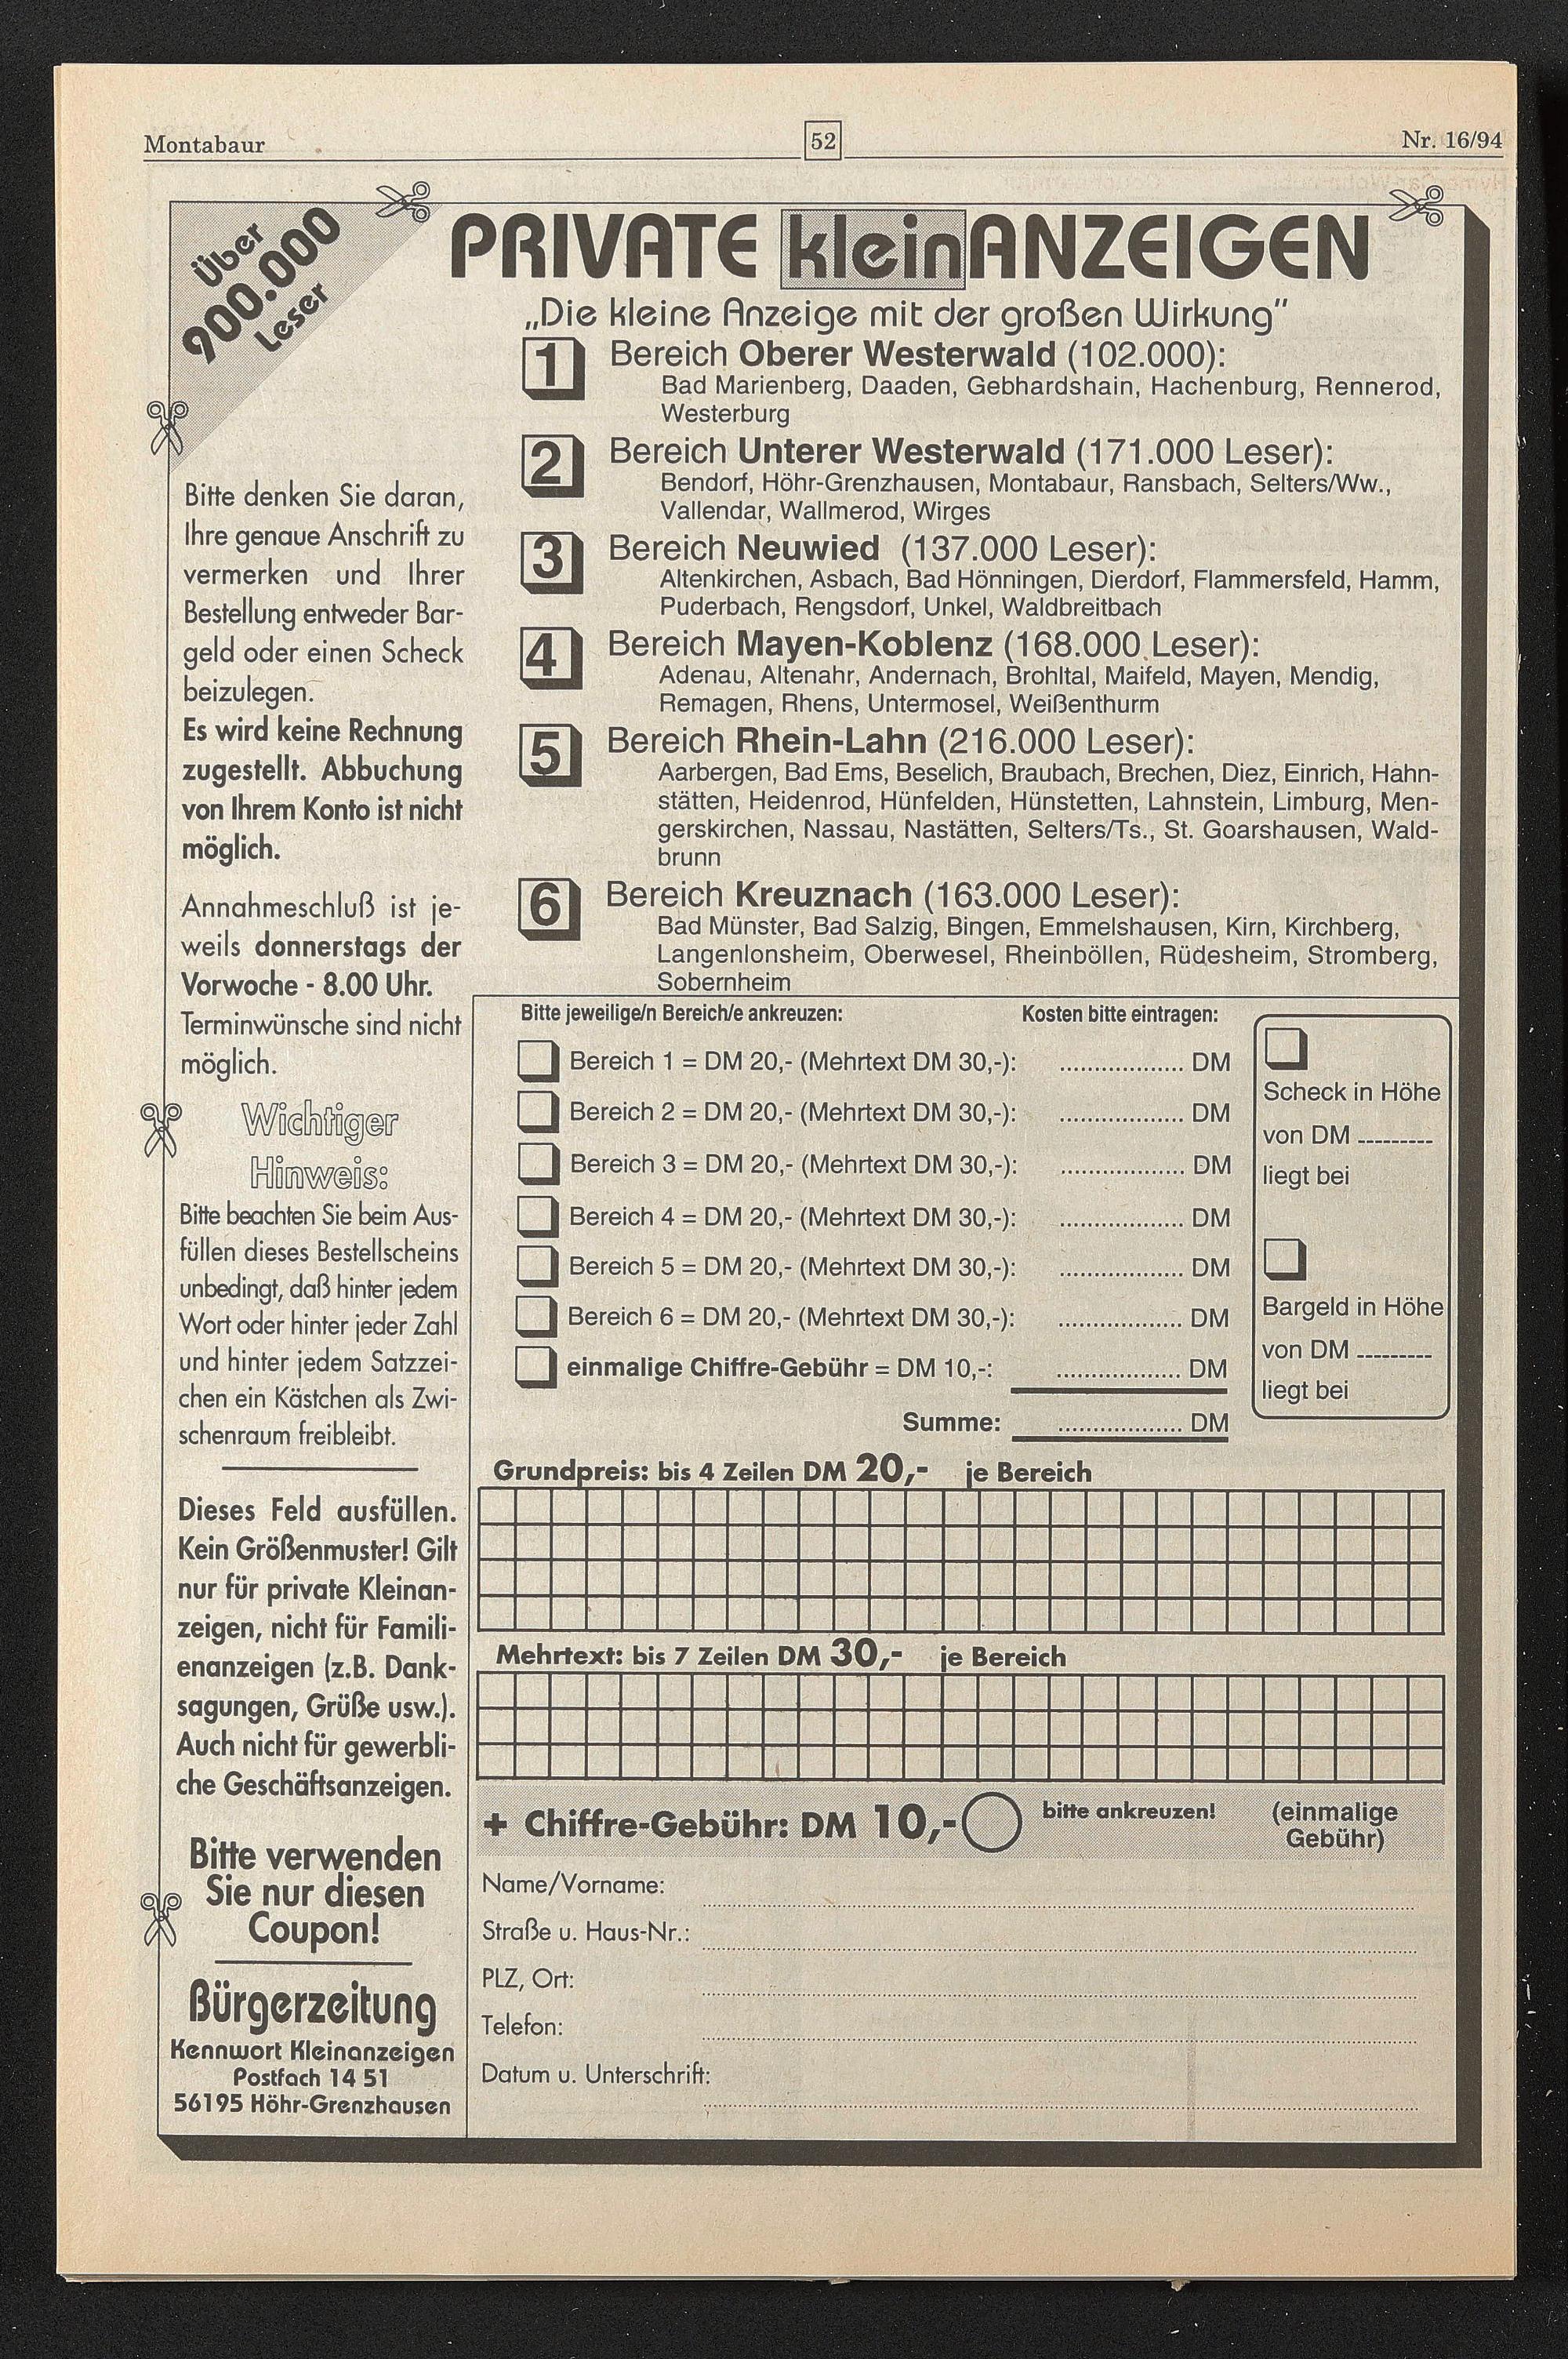 Montabaur
52
Nr. 16/94
Über
900.000
Leser
PRIVATE kleinANZEIGEN
„Die kleine Anzeige mit der großen Wirkung"
1
Bereich Oberer Westerwald (102.000):
Bad Marienberg, Daaden, Gebhardshain, Hachenburg, Rennerod,
Westerburg
2
Bereich Unterer Westerwald (171.000 Leser):
Bendorf, Höhr-Grenzhausen, Montabaur, Ransbach, Selters/Ww.,
Vallendar, Wallmerod, Wirges
3
Bereich Neuwied (137.000 Leser):
Altenkirchen, Asbach, Bad Hönningen, Dierdorf, Flammersfeld, Hamm,
Puderbach, Rengsdorf, Unkel, Waldbreitbach
4
Bereich Mayen-Koblenz (168.000 Leser):
Adenau, Altenahr, Andernach, Brohltal, Maifeld, Mayen, Mendig,
Remagen, Rhens, Untermosel, Weißenthurm
5
Bereich Rhein-Lahn (216.000 Leser):
Aarbergen, Bad Ems, Beselich, Braubach, Brechen, Diez, Einrich, Hahn-
stätten, Heidenrod, Hünfelden, Hünstetten, Lahnstein, Limburg, Men-
gerskirchen, Nassau, Nastätten, Selters/Ts., St. Goarshausen, Wald-
brunn
6
Bereich Kreuznach (163.000 Leser):
Bad Münster, Bad Salzig, Bingen, Emmelshausen, Kirn, Kirchberg,
Langenlonsheim, Oberwesel, Rheinböllen, Rüdesheim, Stromberg,
Sobernheim
Bitte denken Sie daran,
Ihre genaue Anschrift zu
vermerken und Ihrer
Bestellung entweder Bar-
geld oder einen Scheck
beizulegen.
Es wird keine Rechnung
zugestellt. Abbuchung
von Ihrem Konto ist nicht
möglich.
Annahmeschluß ist je-
weils donnerstags der
Vorwoche - 8.00 Uhr.
Terminwünsche sind nicht
möglich.
Wichtiger
Hinweis:
Bitte beachten Sie beim Aus-
füllen dieses Bestellscheins
unbedingt, daß hinter jedem
Wort oder hinter jeder Zahl
und hinter jedem Satzzei-
chen ein Kästchen als Zwi-
schenraum freibleibt.
Dieses Feld ausfüllen.
Kein Größenmuster! Gilt
nur für private Kleinan-
zeigen, nicht für Famili-
enanzeigen (z.B. Dank-
sagungen, Grüße usw.).
Auch nicht für gewerbli-
che Geschäftsanzeigen.
Bitte verwenden
Sie nur diesen
Coupon!
Bürgerzeitung
Kennwort Kleinanzeigen
Postfach 14 51
56195 Höhr-Grenzhausen
Bitte jeweilige/n Bereich/e ankreuzen: Kosten bitte eintragen:
Bereich 1 = DM 20,- (Mehrtext DM 30,-): .................. DM
Bereich 2 = DM 20,- (Mehrtext DM 30,-): .................. DM
Bereich 3 = DM 20,- (Mehrtext DM 30,-): .................. DM
Bereich 4 = DM 20,- (Mehrtext DM 30,-): .................. DM
Bereich 5 = DM 20,- (Mehrtext DM 30,-): .................. DM
Bereich 6 = DM 20,- (Mehrtext DM 30,-): .................. DM
einmalige Chiffre-Gebühr = DM 10,-: .................. DM
Summe: .................. DM
Scheck in Höhe
von DM ---------
liegt bei
Bargeld in Höhe
von DM ---------
liegt bei
Grundpreis: bis 4 Zeilen DM 20,- je Bereich
Mehrtext: bis 7 Zeilen DM 30,- je Bereich
+ Chiffre-Gebühr: DM 10,- bitte ankreuzen! (einmalige
Gebühr)
Name/Vorname:
Straße u. Haus-Nr.:
PLZ, Ort:
Telefon:
Datum u. Unterschrift: